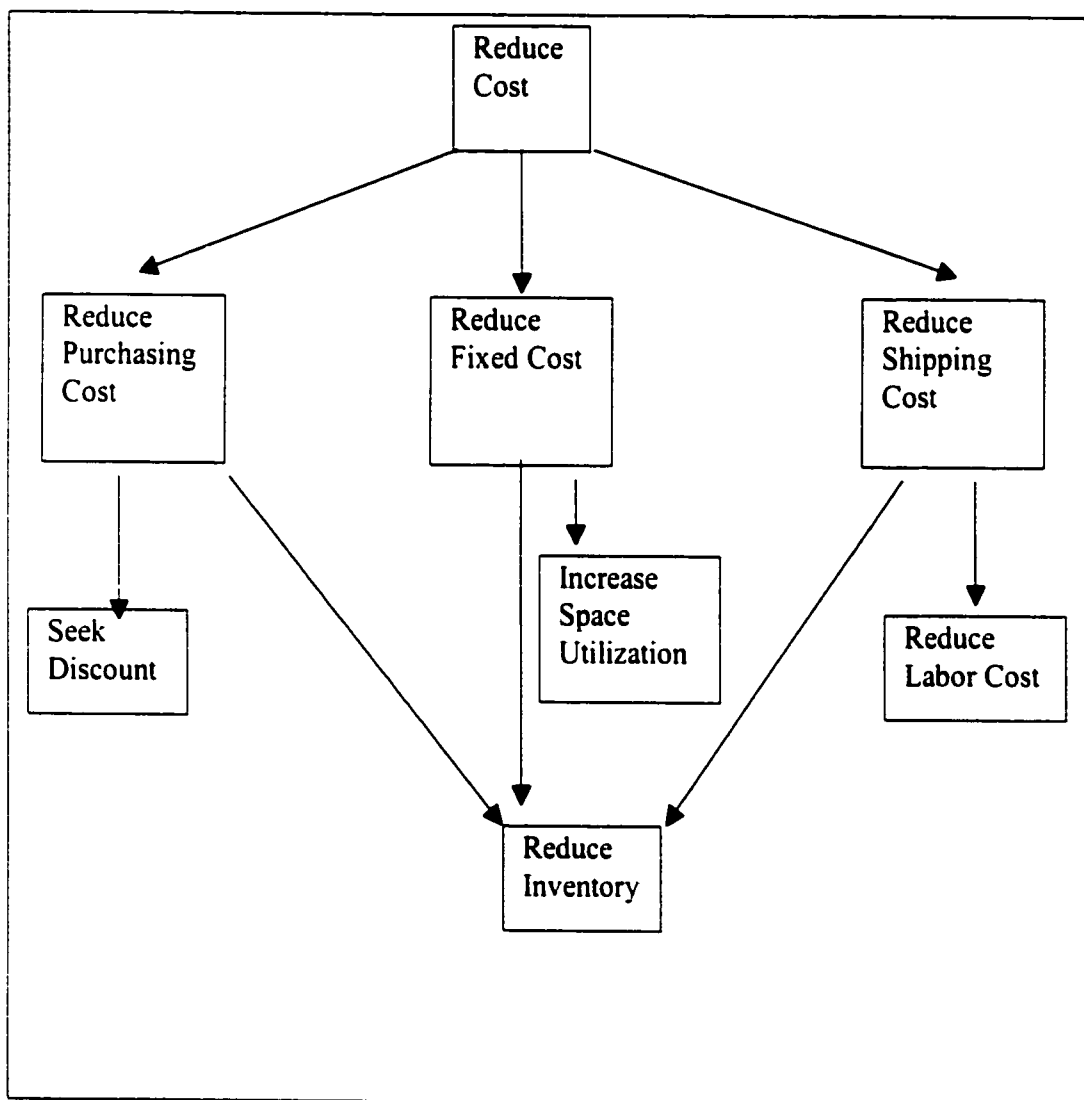 Reduce
Cost
Reduce
Purchasing
Cost
Reduce
Fixed Cost
Reduce
Shipping
Cost
Seek
Discount
Increase
Space
Utilization
Reduce
Labor Cost
Reduce
Inventory